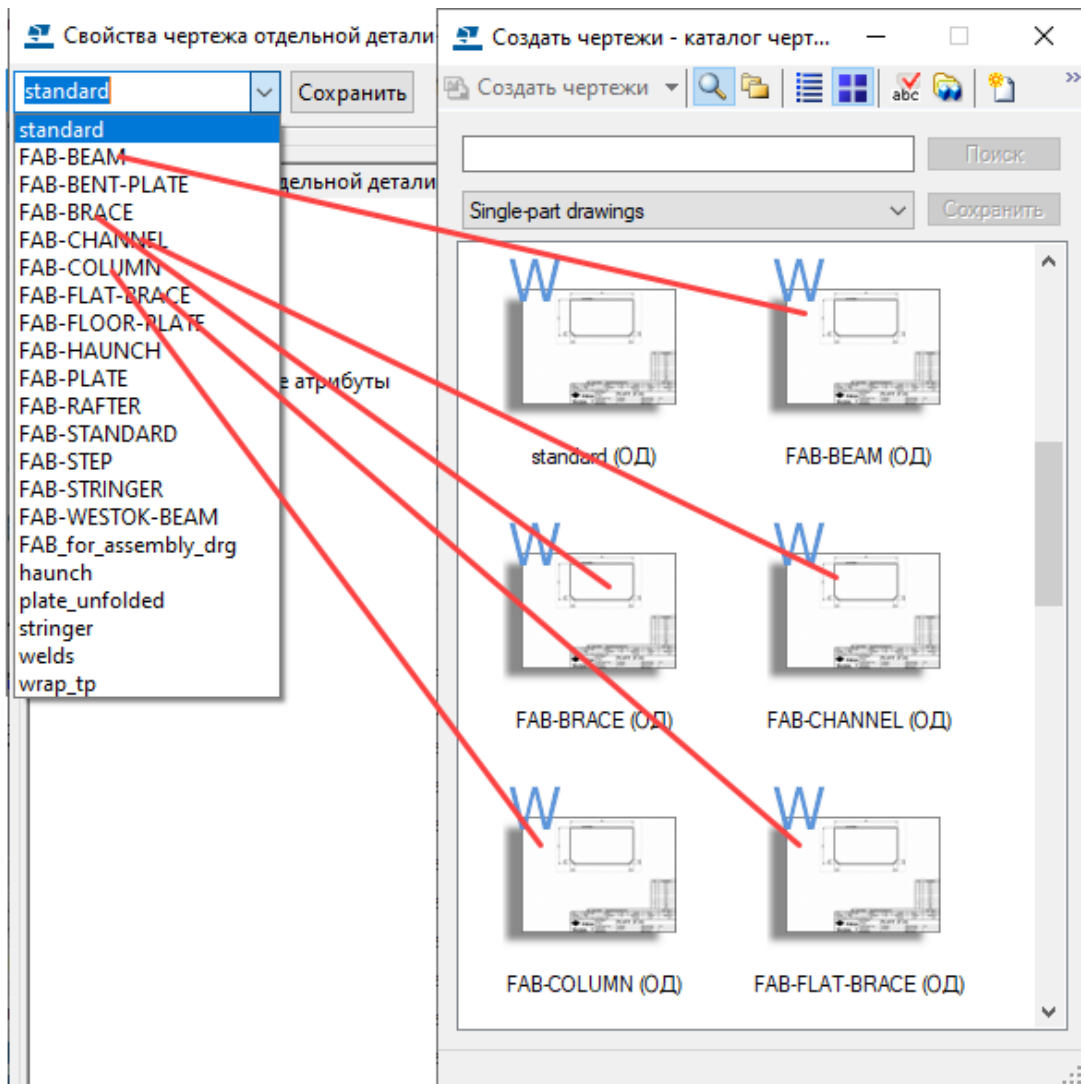 Свойства чертежа отдельной детали
standard
Сохранить
standard
FAB-BEAM
FAB-BENT-PLATE
FAB-BRACE
FAB-CHANNEL
FAB-COLUMN
FAB-FLAT-BRACE
FAB-FLOOR-PLATE
FAB-HAUNCH
FAB-PLATE
FAB-RAFTER
FAB-STANDARD
FAB-STEP
FAB-STRINGER
FAB-WESTOK-BEAM
FAB_for_assembly_drg
haunch
plate_unfolded
stringer
welds
wrap_tp
детали
е атрибуты
Создать чертежи - каталог черт...
Создать чертежи
abc
Поиск
Single-part drawings
Сохранить
W
W
standard (ОД)
FAB-BEAM (ОД)
W
W
FAB-BRACE (ОД)
FAB-CHANNEL (ОД)
W
W
FAB-COLUMN (ОД)
FAB-FLAT-BRACE (ОД)